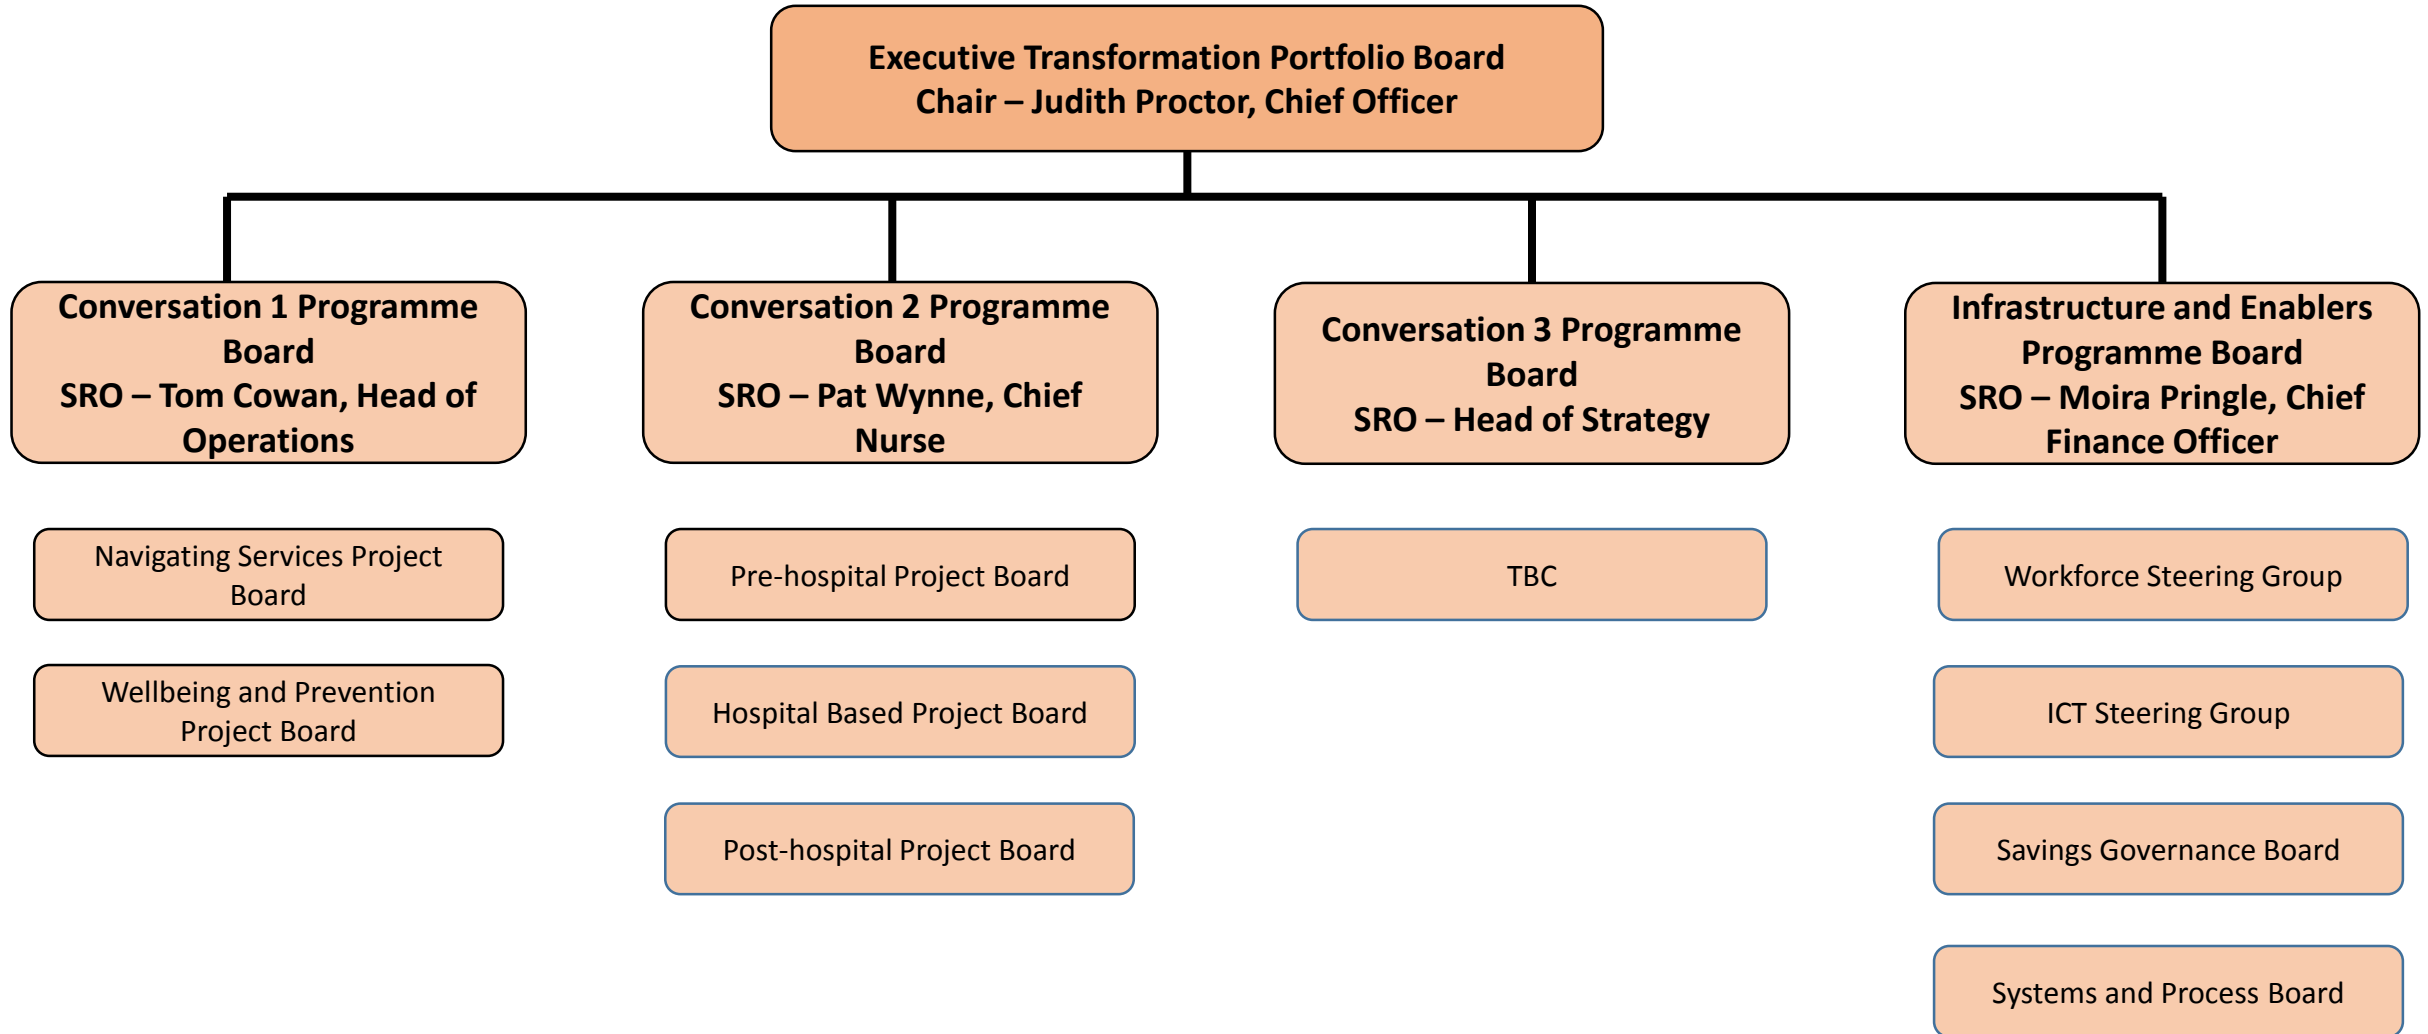 Executive Transformation Portfolio Board
Chair – Judith Proctor, Chief Officer
Conversation 1 Programme
Board
SRO – Tom Cowan, Head of
Operations
Conversation 2 Programme
Board
SRO – Pat Wynne, Chief
Nurse
Conversation 3 Programme
Board
SRO – Head of Strategy
Infrastructure and Enablers
Programme Board
SRO – Moira Pringle, Chief
Finance Officer
Navigating Services Project
Board
Wellbeing and Prevention
Project Board
Pre-hospital Project Board
Hospital Based Project Board
Post-hospital Project Board
TBC
Workforce Steering Group
ICT Steering Group
Savings Governance Board
Systems and Process Board